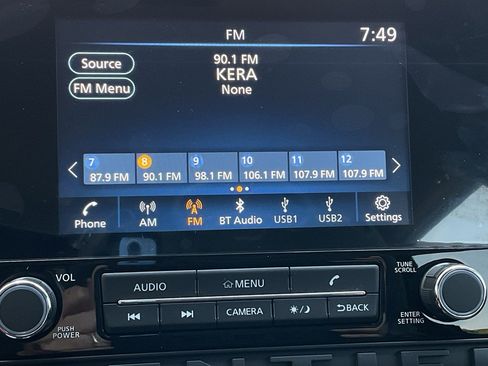 FM 7:49
Source
FM Menu
90.1 FM
KERA
None
7 8 9 10 11 12
87.9 FM 90.1 FM 98.1 FM 106.1 FM 107.9 FM 107.9 FM
Phone AM FM BT Audio USB1 USB2 Settings
VOL
AUDIO MENU
TUNE
SCROLL
CAMERA BACK
PUSH
POWER
ENTER
SETTING